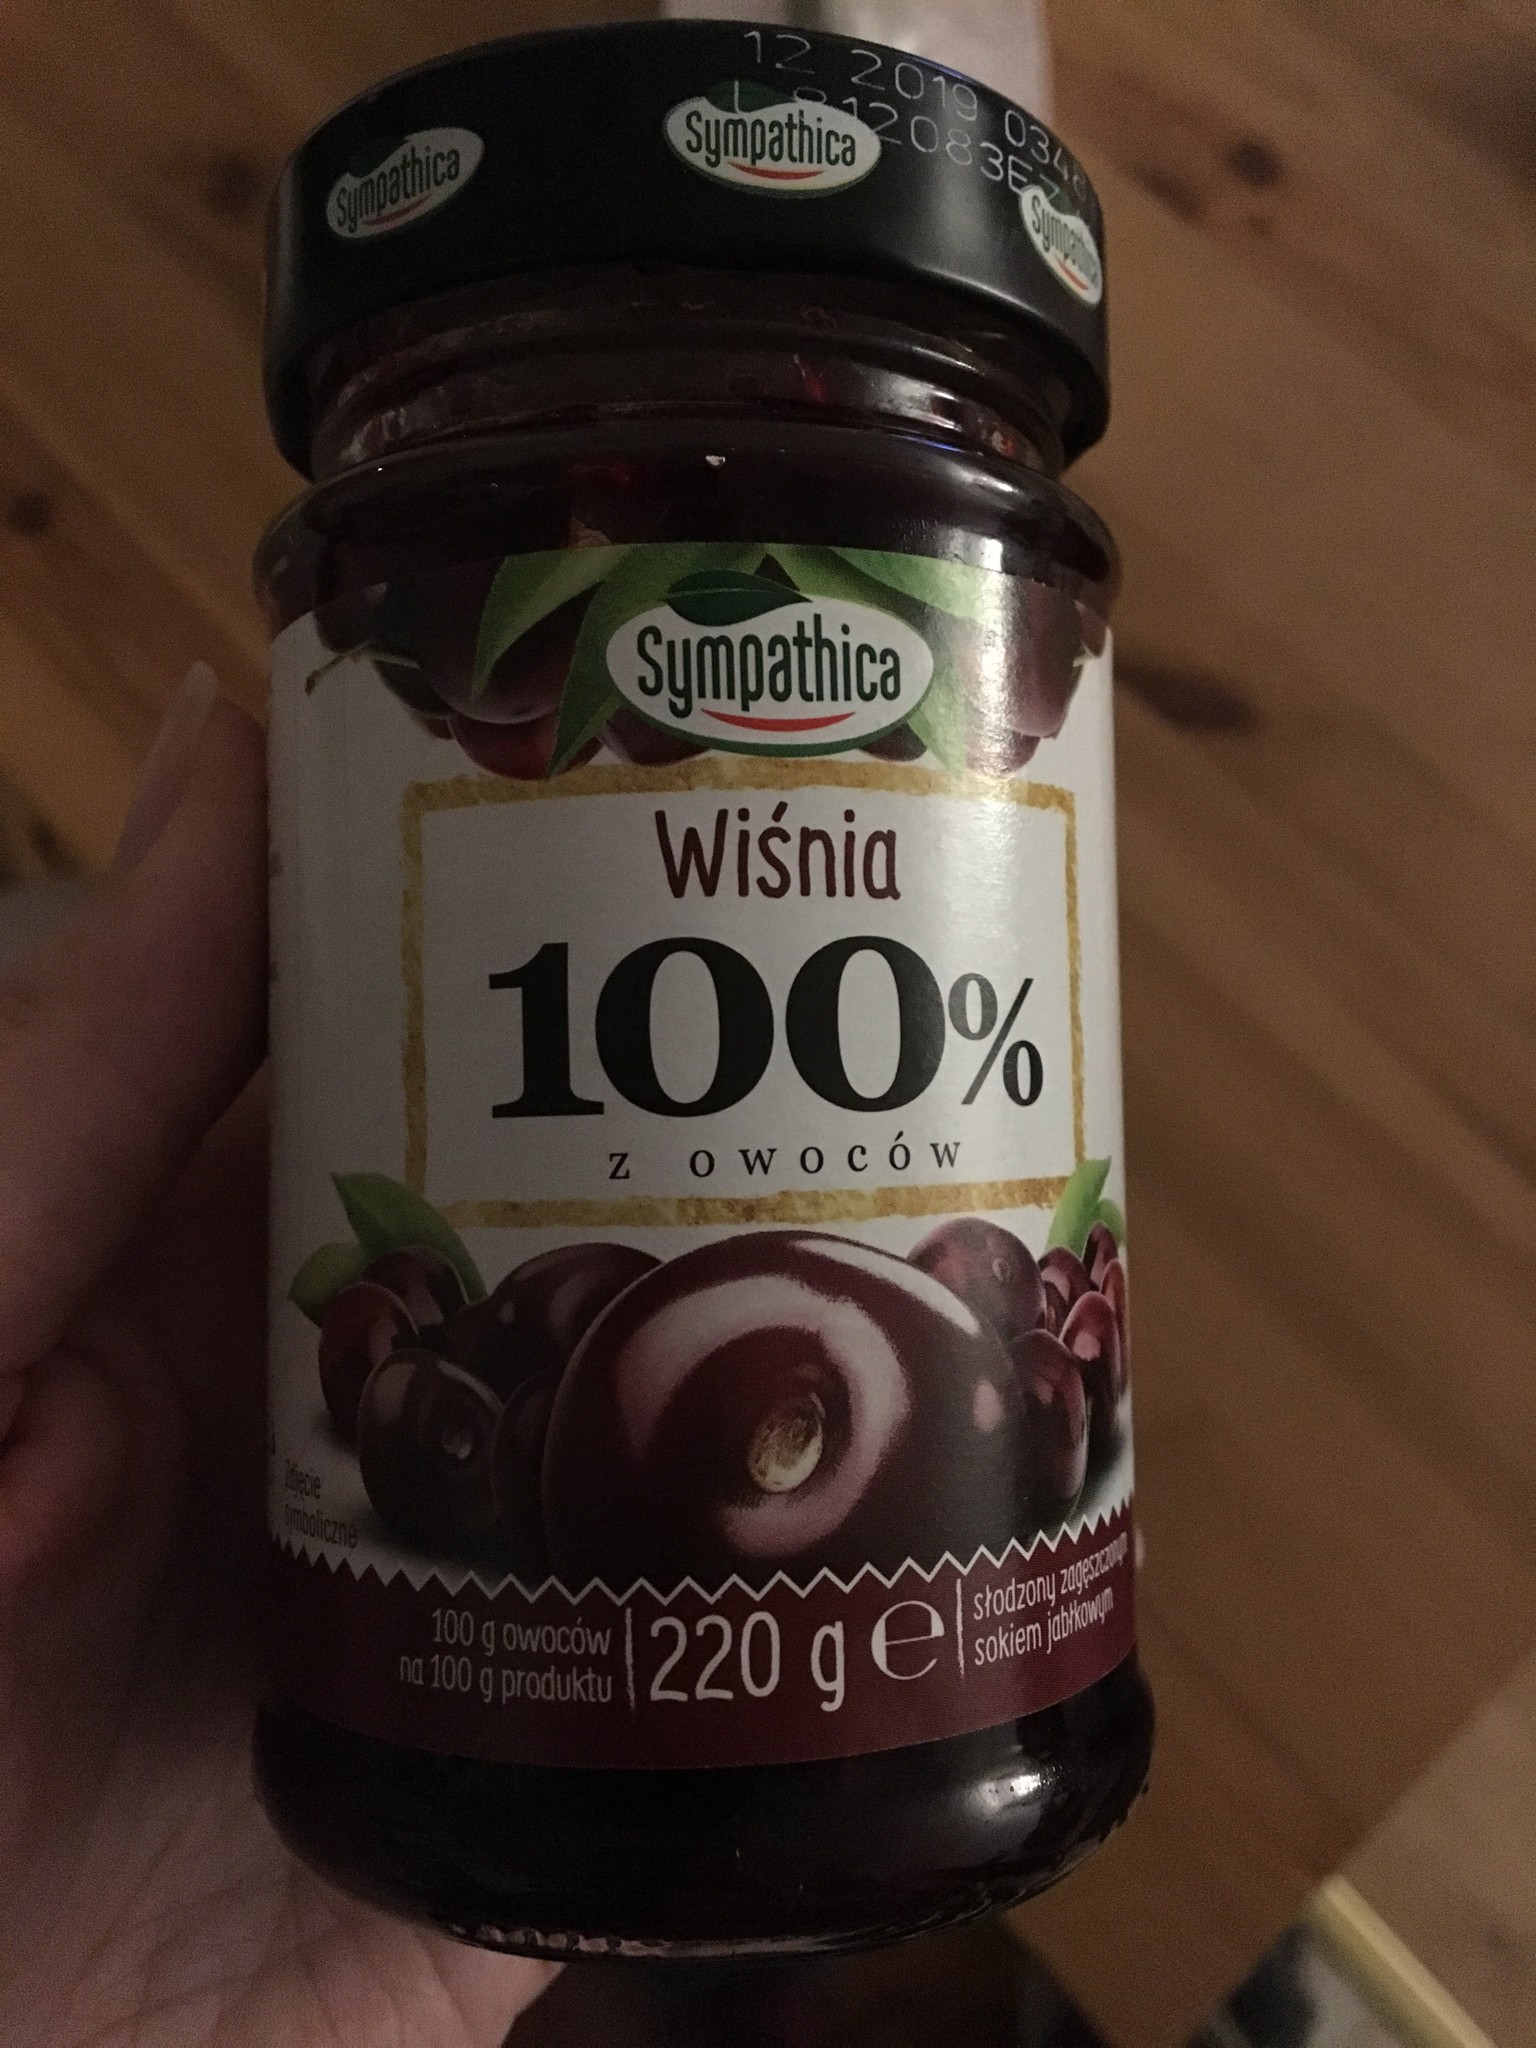 12 2019 034
Sympathica
Sympathica
Sympathica
Sympathica
Wiśnia
100%
z owoców
Zdjęcie
symboliczne
100 g owoców
na 100 g produktu
220 g ℮
słodzony zagęszczonym
sokiem jabłkowym